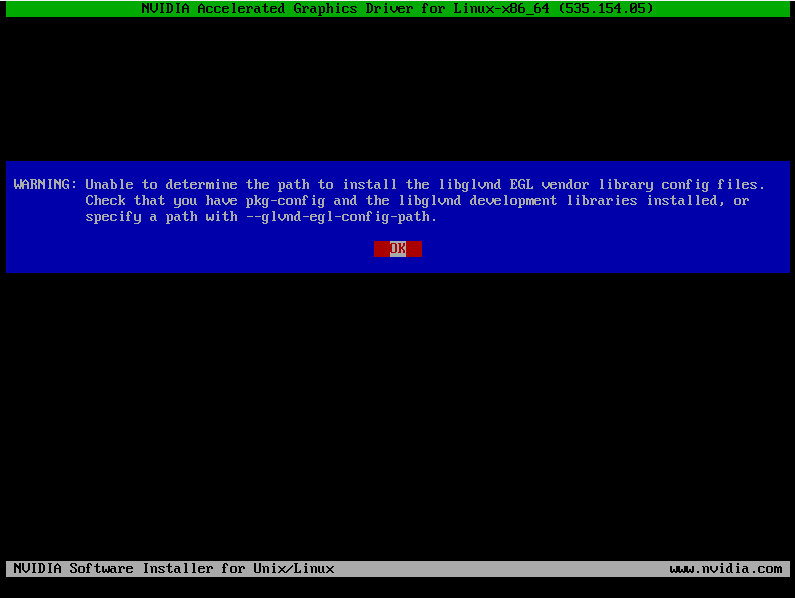 NVIDIA Accelerated Graphics Driver for Linux-x86_64 (535.154.05)
WARNING: Unable to determine the path to install the libglvnd EGL vendor library config files.
Check that you have pkg-config and the libglvnd development libraries installed, or
specify a path with --glvnd-egl-config-path.
OK
NVIDIA Software Installer for Unix/Linux www.nvidia.com